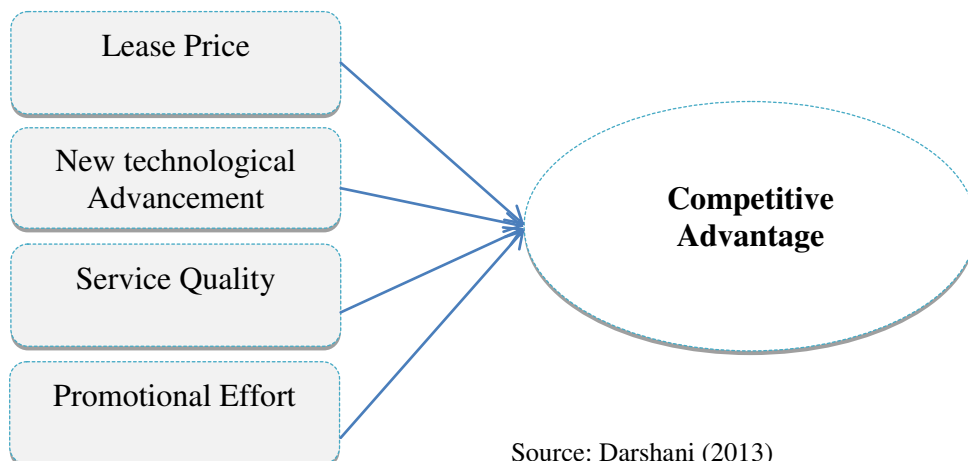 Lease Price
New technological
Advancement
Service Quality
Promotional Effort
Competitive
Advantage
Source: Darshani (2013)